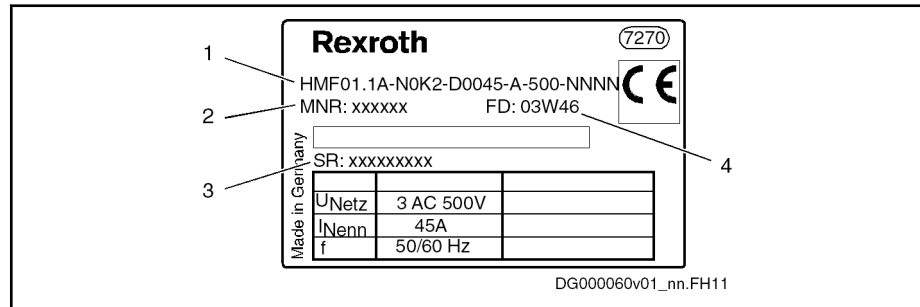 Rexroth
7270
1
HMF01.1A-N0K2-D0045-A-500-NNNN
CE
2
MNR: xxxxxx FD: 03W46
Made in Germany
SR: xxxxxxxxx
3
4
UNetz 3 AC 500V
INenn 45A
f 50/60 Hz
DG000060v01_nn.FH11